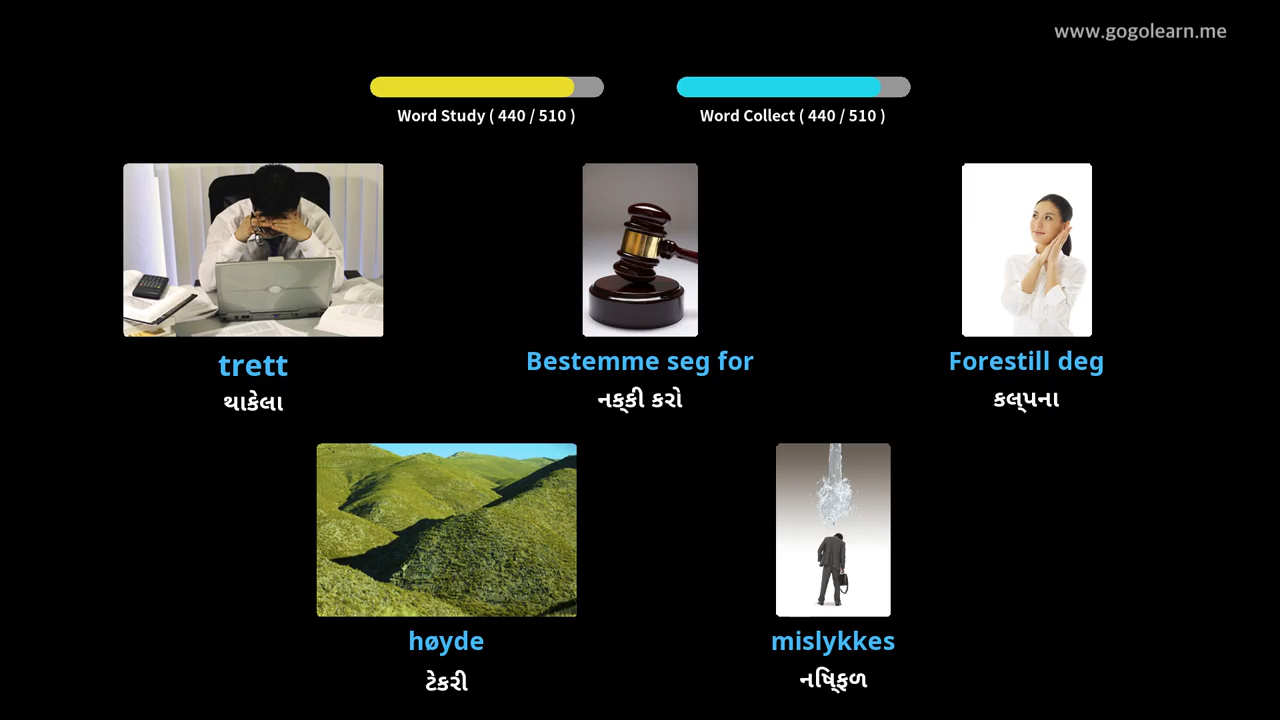 www.gogolearn.me
Word Study ( 440 / 510 )
Word Collect ( 440 / 510 )
trett
Bestemme seg for
Forestill deg
થાકેલા
નક્કી કરો
કલ્પના
høyde
mislykkes
ટેકરી
નિષ્ફળ